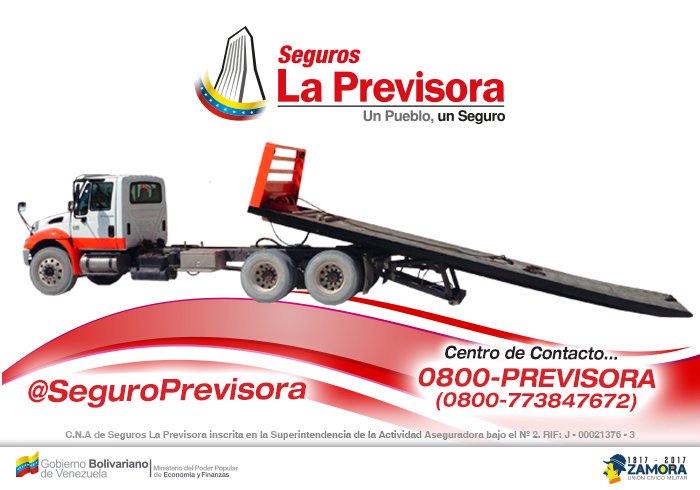 Seguros
La Previsora
Un Pueblo, un Seguro
Centro de Contacto...
0800-PREVISORA
(0800-773847672)
@SeguroPrevisora
C.N.A de Seguros La Previsora inscrita en la Superintendencia de la Actividad Aseguradora bajo el Nº 2. RIF: J - 00021376 - 3
Gobierno Bolivariano de Venezuela
Ministerio del Poder Popular de Economía y Finanzas
1817 - 2017
ZAMORA
UNIÓN CÍVICO MILITAR